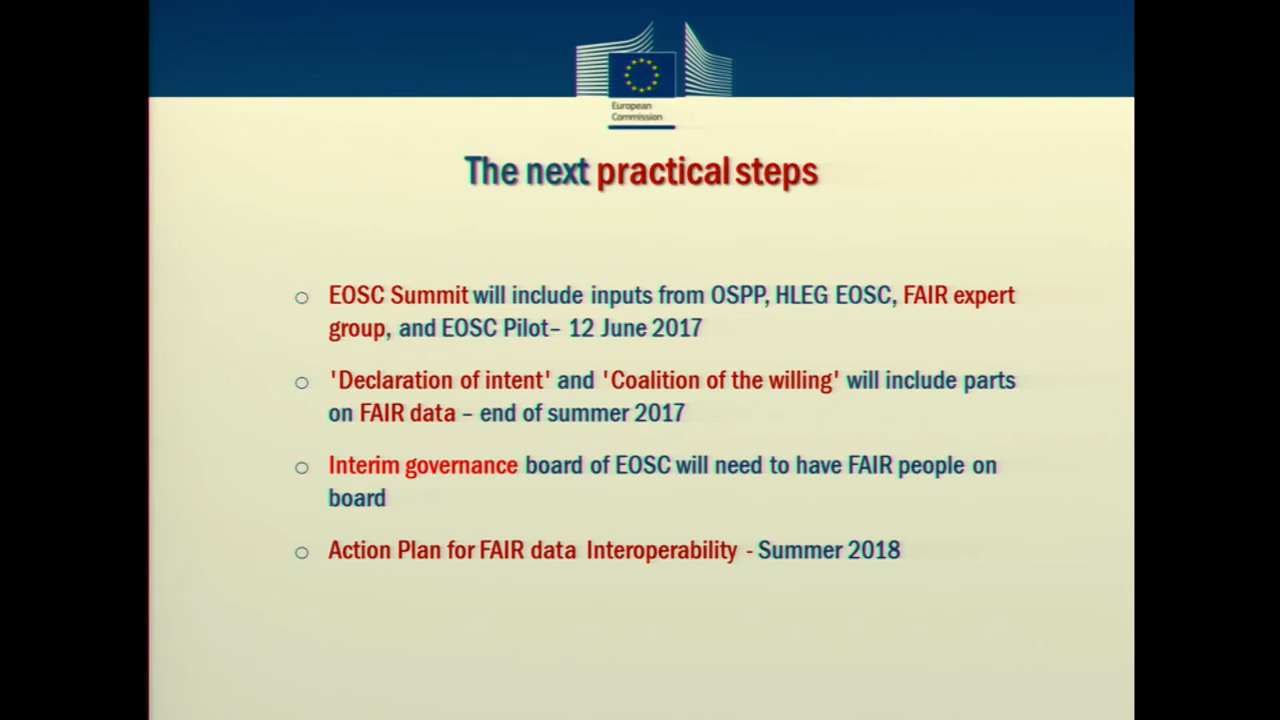 European
Commission
The next practical steps
EOSC Summit will include inputs from OSPP, HLEG EOSC, FAIR expert
group, and EOSC Pilot– 12 June 2017
'Declaration of intent' and 'Coalition of the willing' will include parts
on FAIR data – end of summer 2017
Interim governance board of EOSC will need to have FAIR people on
board
Action Plan for FAIR data Interoperability - Summer 2018